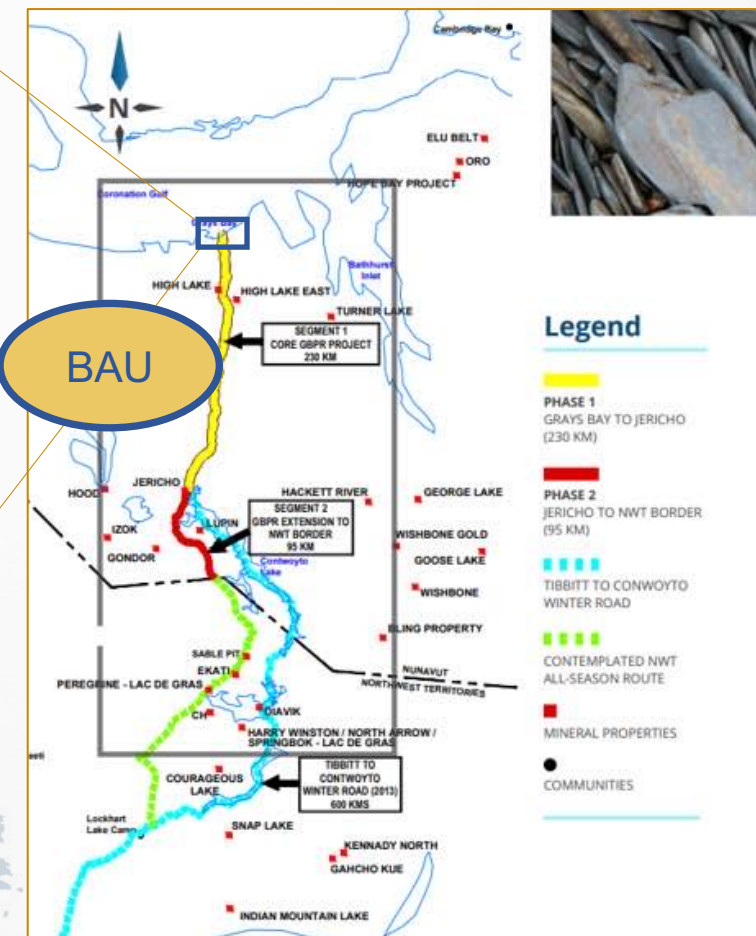 Cambridge Bay
N
ELU BELT
ORO
HOPE BAY PROJECT
Coronation Gulf
Grays Bay
Bathhurst
Inlet
HIGH LAKE
HIGH LAKE EAST
TURNER LAKE
SEGMENT 1
CORE GBPR PROJECT
230 KM
BAU
JERICHO
HOOD
HACKETT RIVER
GEORGE LAKE
SEGMENT 2
GBPR EXTENSION TO
NWT BORDER
95 KM
LUPIN
IZOK
GONDOR
WISHBONE GOLD
GOOSE LAKE
Contwoyto
Lake
WISHBONE
BLING PROPERTY
SABLE PIT
EKATI
NUNAVUT
NORTHWEST TERRITORIES
PEREGRINE - LAC DE GRAS
CH
DIAVIK
HARRY WINSTON / NORTH ARROW /
SPRINGBOK - LAC DE GRAS
COURAGEOUS
LAKE
TIBBITT TO
CONTWOYTO
WINTER ROAD (2013)
600 KMS
Lockhart
Lake Camp
SNAP LAKE
KENNADY NORTH
GAHCHO KUE
INDIAN MOUNTAIN LAKE
Legend
PHASE 1
GRAYS BAY TO JERICHO
(230 KM)
PHASE 2
JERICHO TO NWT BORDER
(95 KM)
TIBBITT TO CONWOYTO
WINTER ROAD
CONTEMPLATED NWT
ALL-SEASON ROUTE
MINERAL PROPERTIES
COMMUNITIES